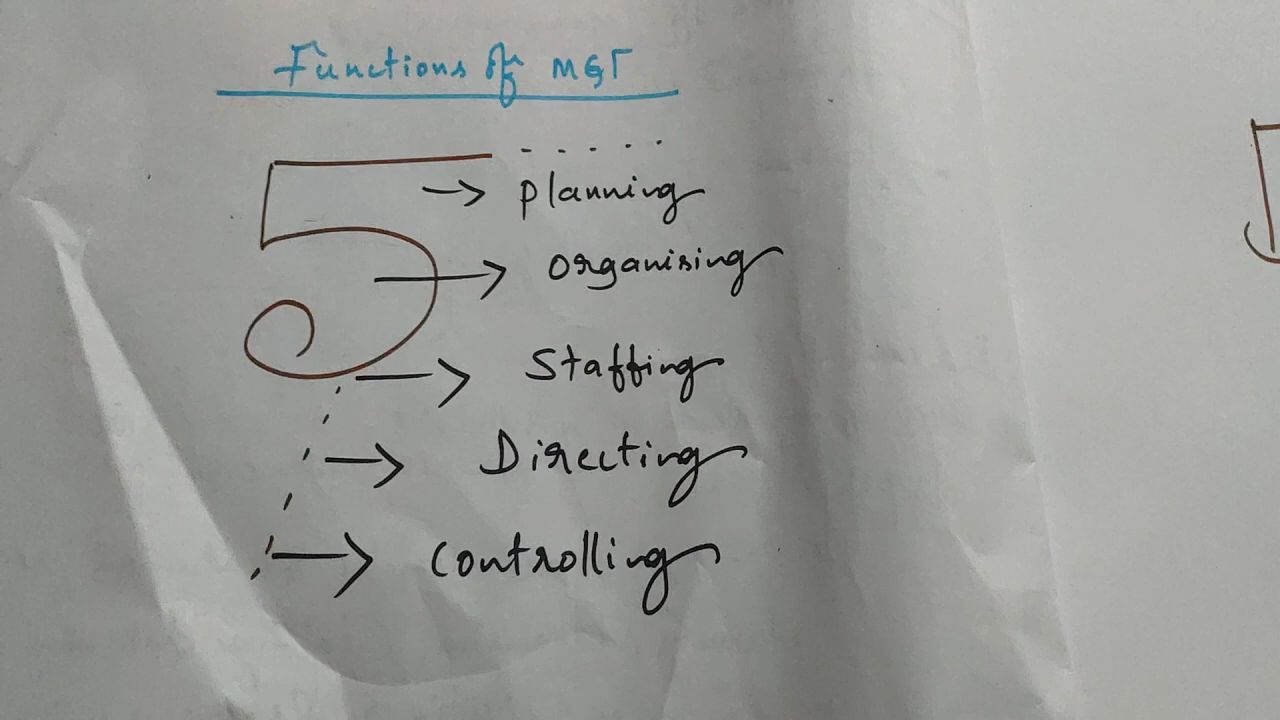 Functions of MGT
5
→ planning
→ organising
→ Staffing
→ Directing
→ controlling